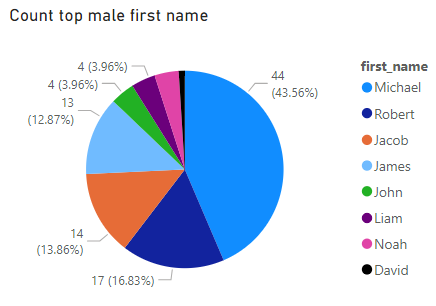 Count top male first name
4 (3.96%)
4 (3.96%)
13
(12.87%)
14
(13.86%)
17 (16.83%)
44
(43.56%)
first_name
Michael
Robert
Jacob
James
John
Liam
Noah
David